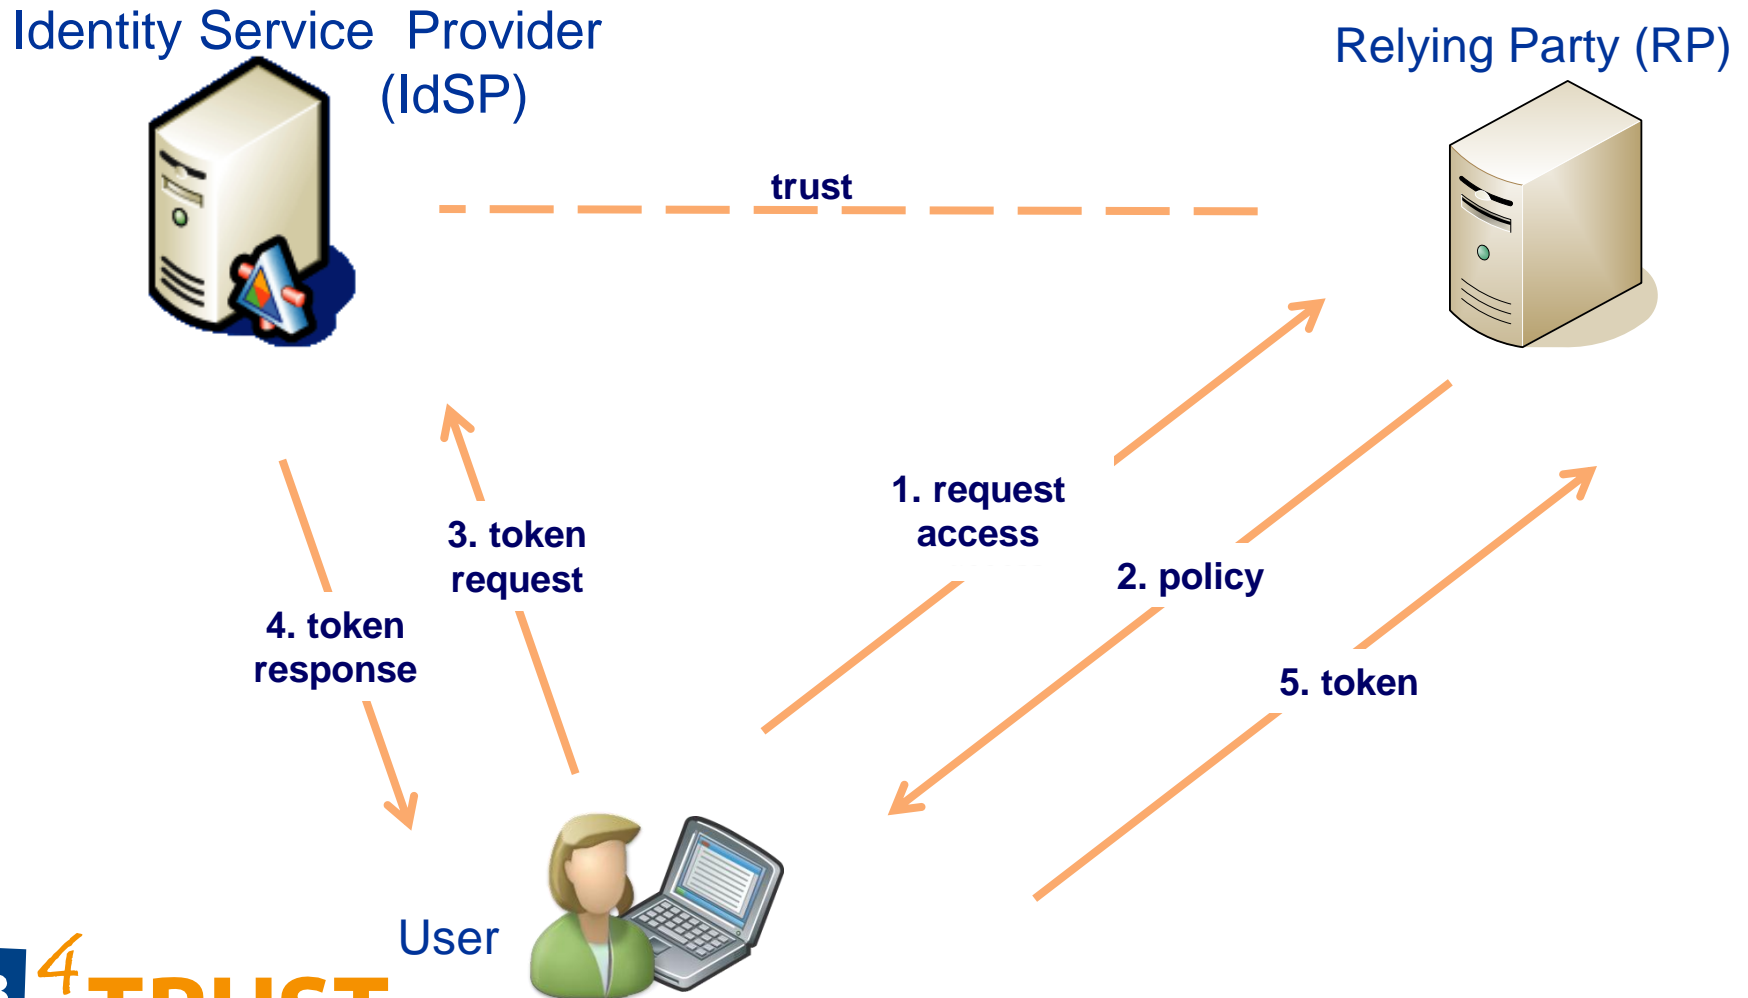 Identity Service Provider
(IdSP)
Relying Party (RP)
trust
1. request
access
3. token
request
2. policy
4. token
response
5. token
User
4